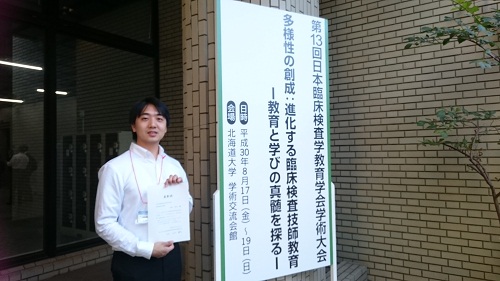 第13回日本臨床検査学教育学会学術大会
多様性の創成：進化する臨床検査技師教育
ー教育と学びの真髄を探るー
日時 平成30年8月17日（金）～19日（日）
会場 北海道大学 学術交流会館